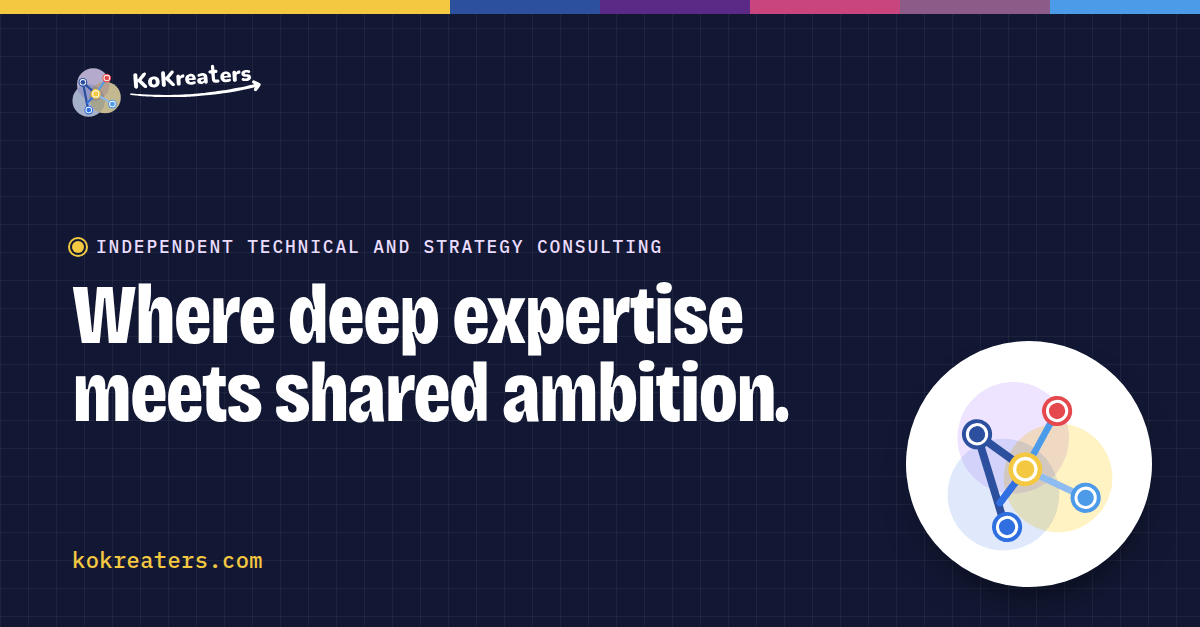 KoKreaters
INDEPENDENT TECHNICAL AND STRATEGY CONSULTING
Where deep expertise
meets shared ambition.
kokreaters.com